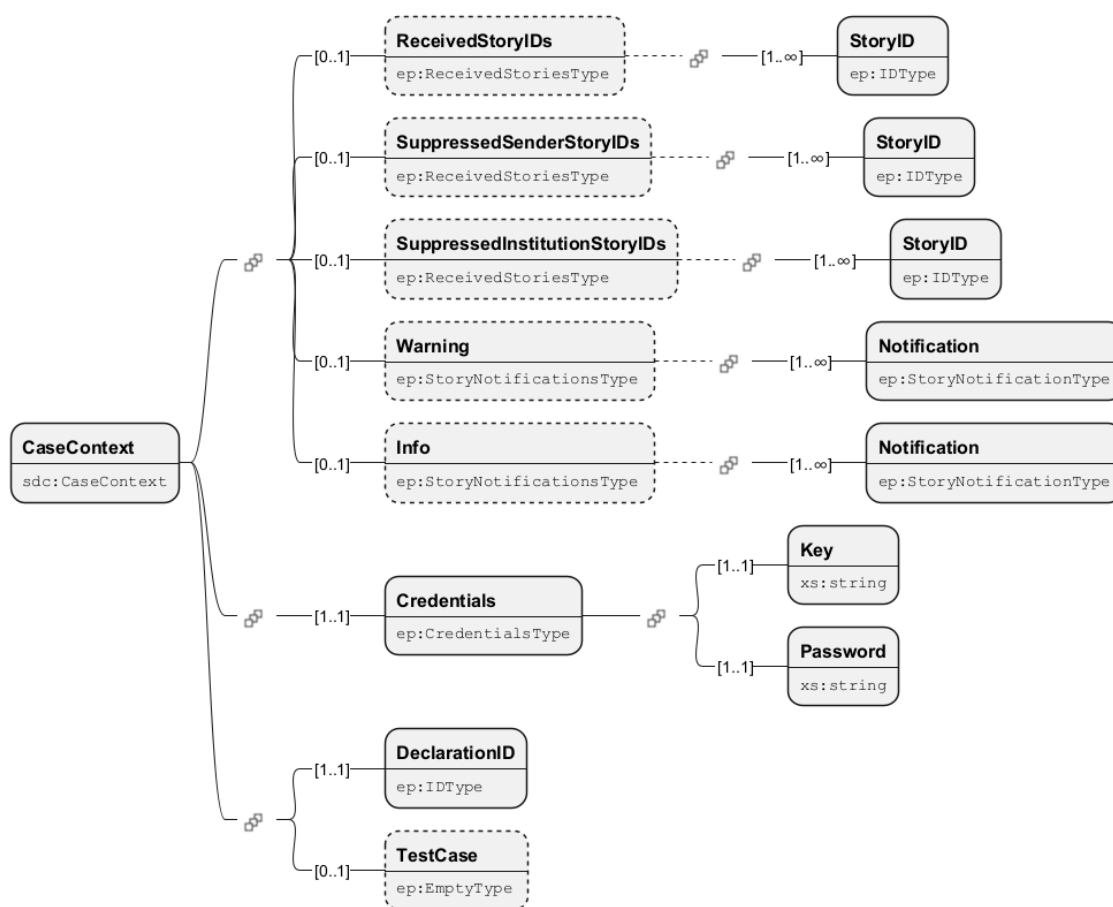 [0..1]
ReceivedStoryIDs
ep:ReceivedStoriesType
[1..∞]
StoryID
ep:IDType
[0..1]
SuppressedSenderStoryIDs
ep:ReceivedStoriesType
[1..∞]
StoryID
ep:IDType
[0..1]
SuppressedInstitutionStoryIDs
ep:ReceivedStoriesType
[1..∞]
StoryID
ep:IDType
[0..1]
Warning
ep:StoryNotificationsType
[1..∞]
Notification
ep:StoryNotificationType
CaseContext
sdc:CaseContext
[0..1]
Info
ep:StoryNotificationsType
[1..∞]
Notification
ep:StoryNotificationType
[1..1]
Credentials
ep:CredentialsType
[1..1]
Key
xs:string
[1..1]
Password
xs:string
[1..1]
DeclarationID
ep:IDType
[0..1]
TestCase
ep:EmptyType